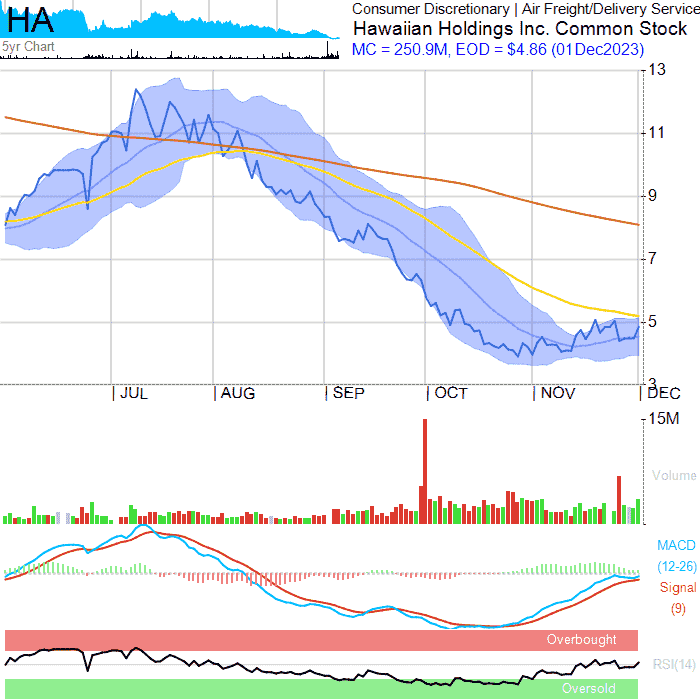 HA
5yr Chart
Consumer Discretionary | Air Freight/Delivery Service
Hawaiian Holdings Inc. Common Stock
MC = 250.9M, EOD = $4.86 (01Dec2023)
13
11
9
7
5
3
JUL
AUG
SEP
OCT
NOV
DEC
15M
Volume
MACD
(12-26)
Signal
(9)
Overbought
RSI(14)
Oversold